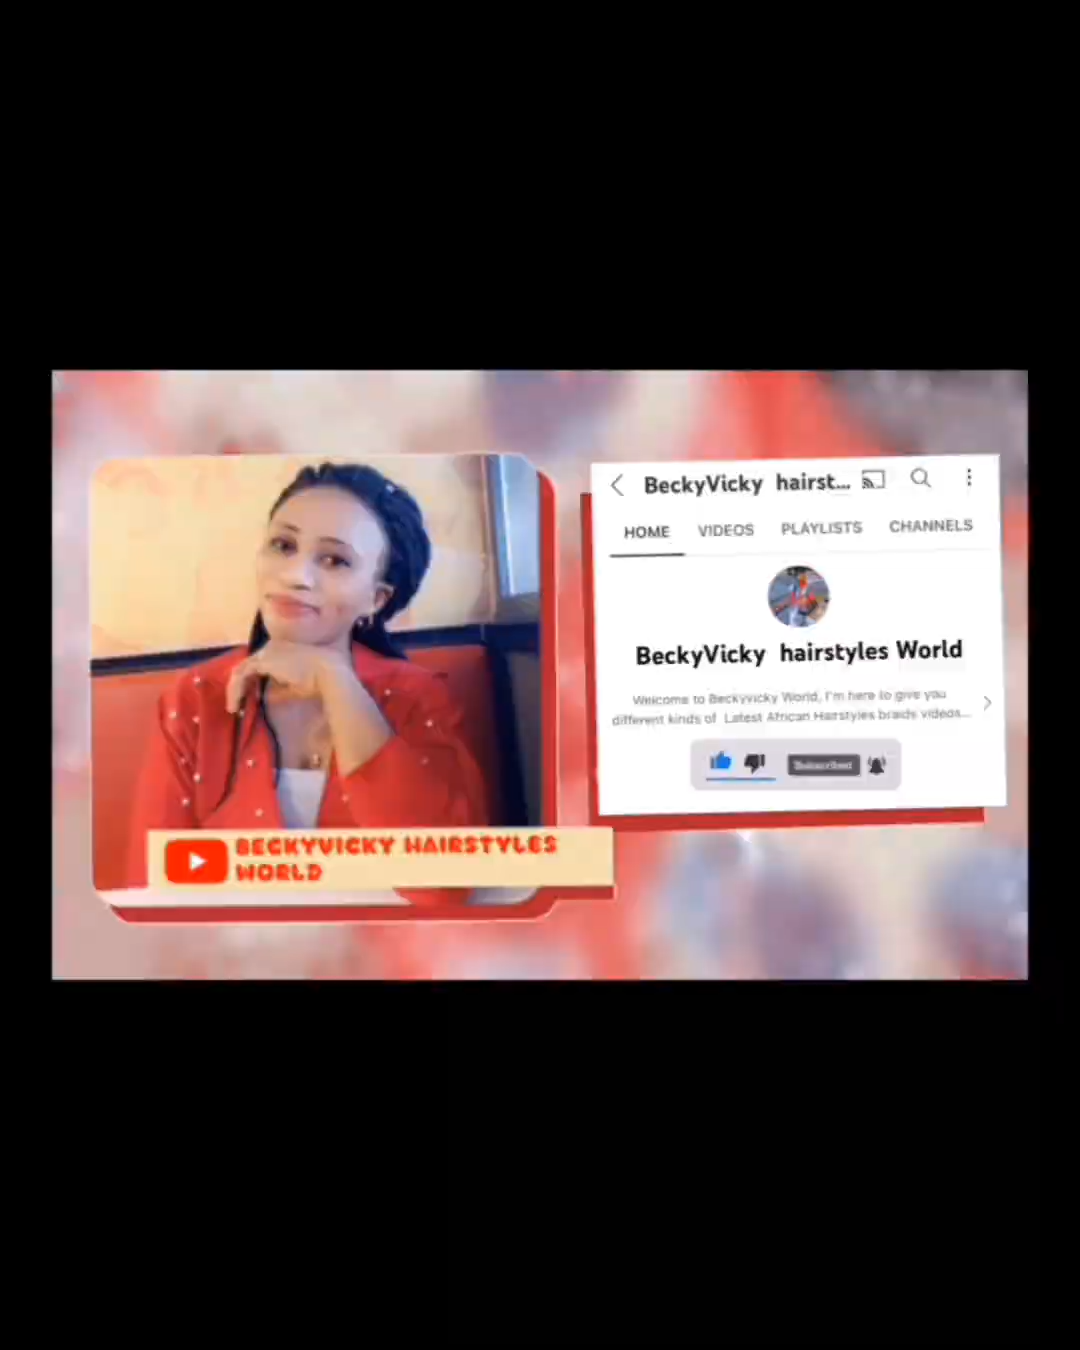 BeckyVicky hairst...
HOME VIDEOS PLAYLISTS CHANNELS
BeckyVicky hairstyles World
Welcome to Beckyvicky World, I'm here to give you
different kinds of Latest African Hairstyles braids videos...
Subscribed
BECKYVICKY HAIRSTYLES
WORLD